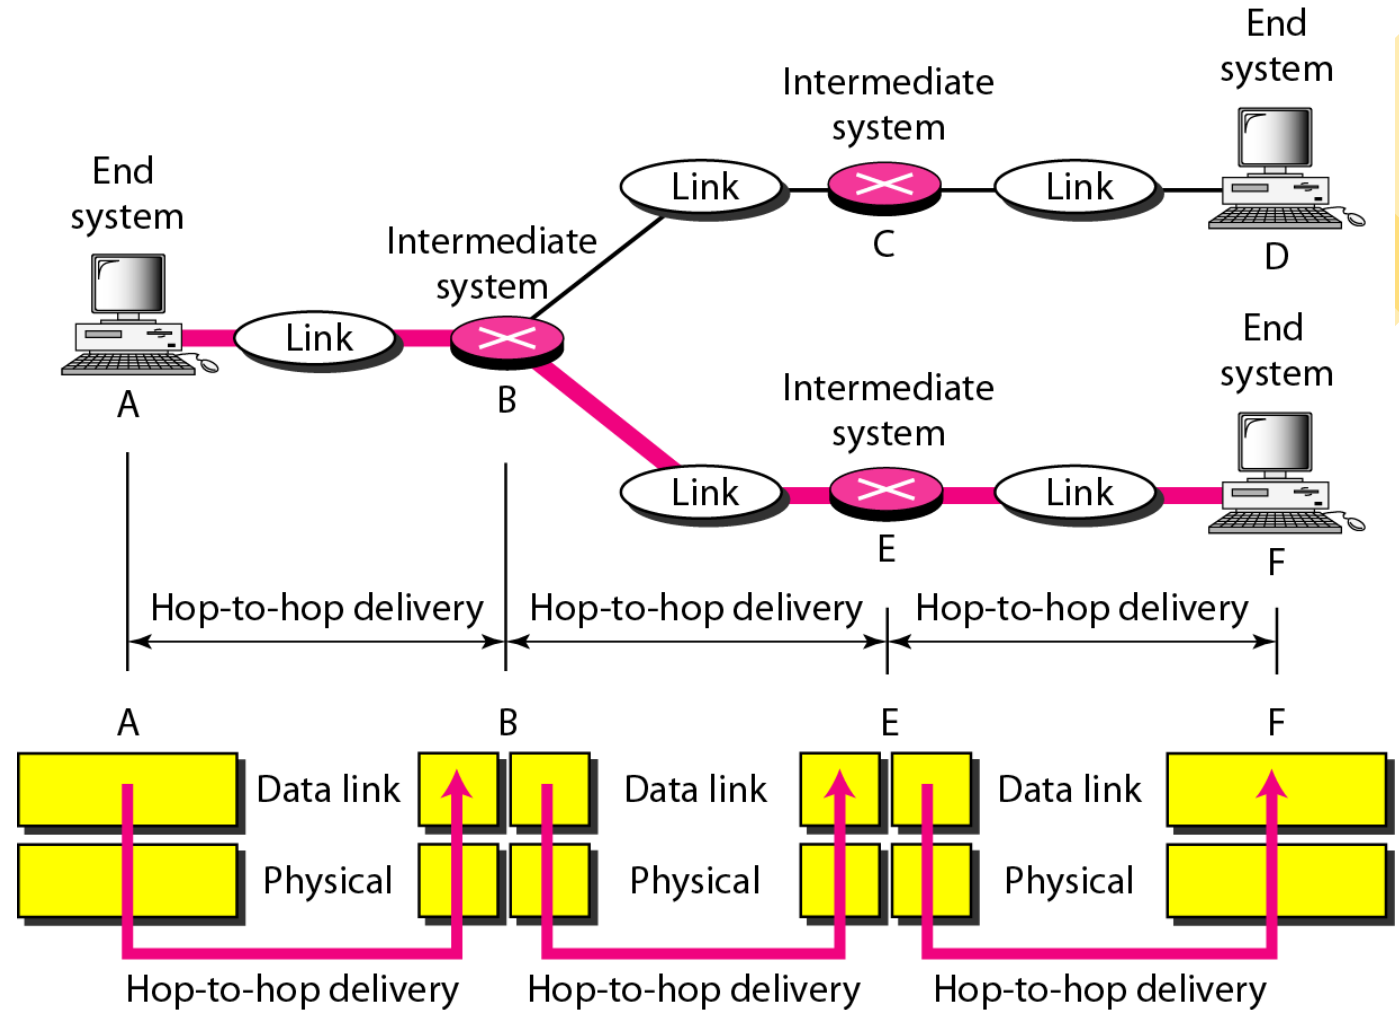 End
system
Intermediate
system
End
system
Link
Link
C
Intermediate
system
D
Link
End
system
A
B
Intermediate
system
Link
Link
E
F
Hop-to-hop delivery
Hop-to-hop delivery
Hop-to-hop delivery
A
B
E
F
Data link
Data link
Data link
Physical
Physical
Physical
Hop-to-hop delivery
Hop-to-hop delivery
Hop-to-hop delivery